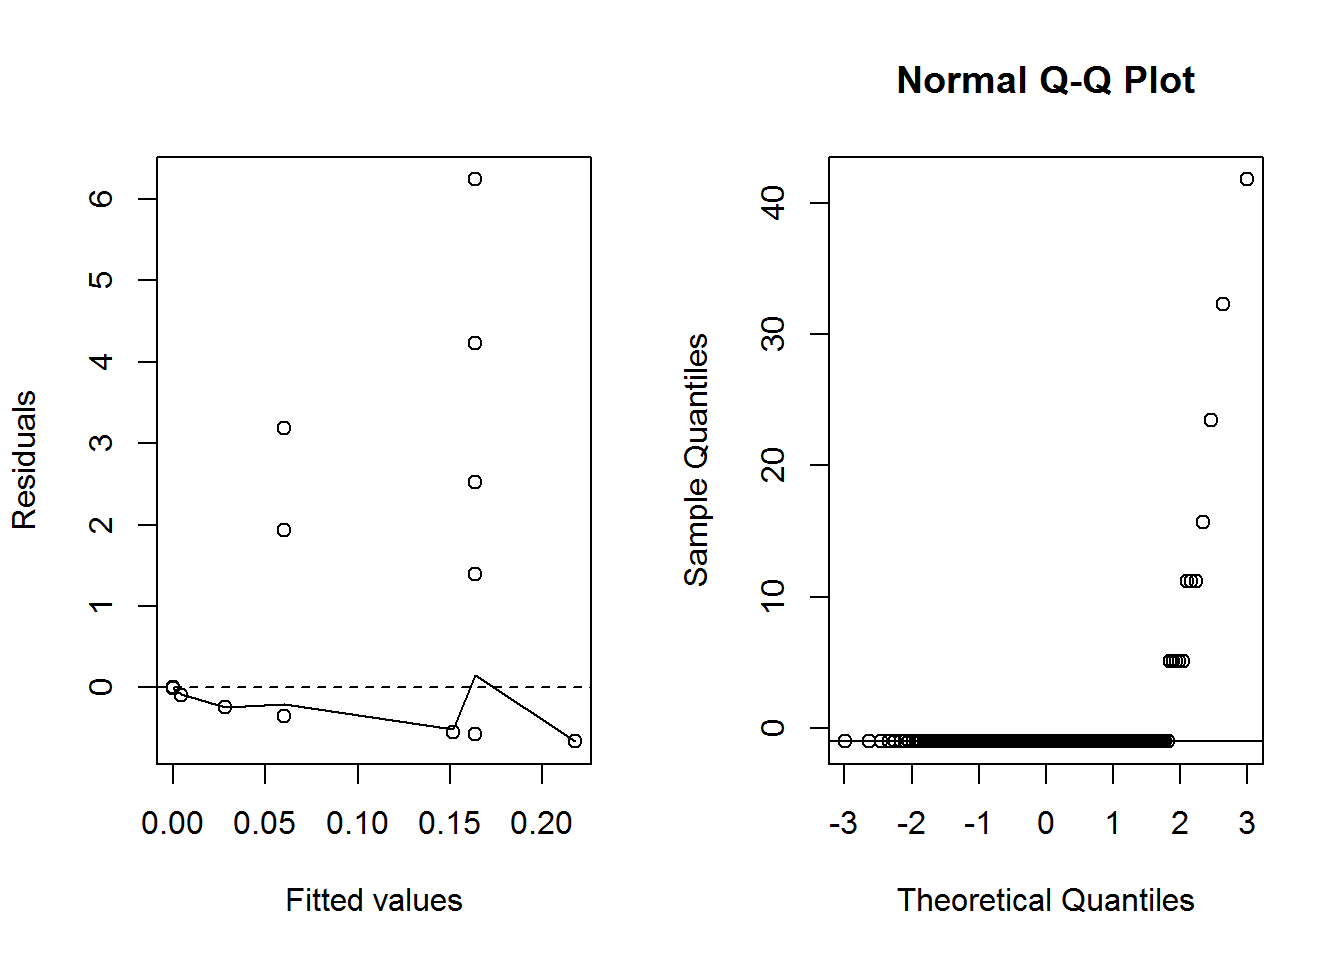 Residuals
0 1 2 3 4 5 6
0.00 0.05 0.10 0.15 0.20
Fitted values
Normal Q-Q Plot
Sample Quantiles
0 10 20 30 40
-3 -2 -1 0 1 2 3
Theoretical Quantiles